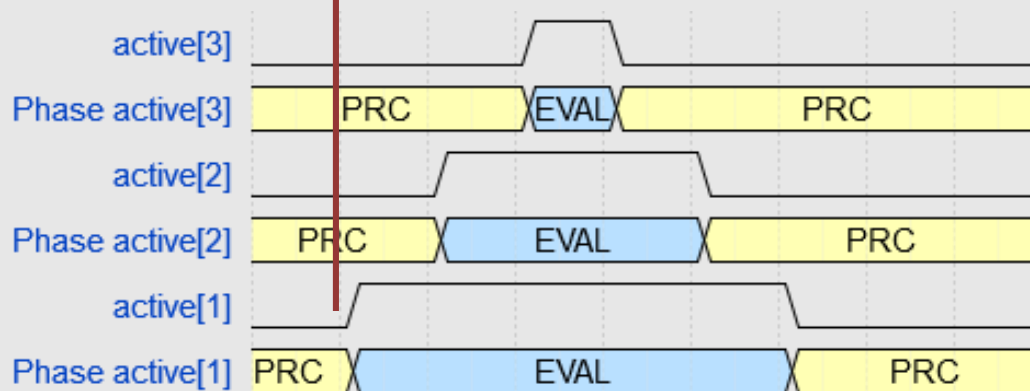 active[3]
Phase active[3] PRC EVAL PRC
active[2]
Phase active[2] PRC EVAL PRC
active[1]
Phase active[1] PRC EVAL PRC